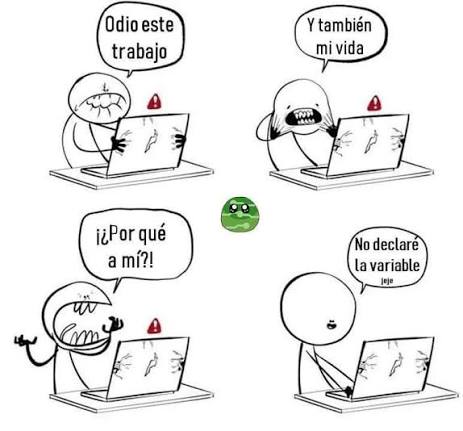 Odio este
trabajo
Y también
mi vida
¡¿Por qué
a mí?!
No declaré
la variable
jeje